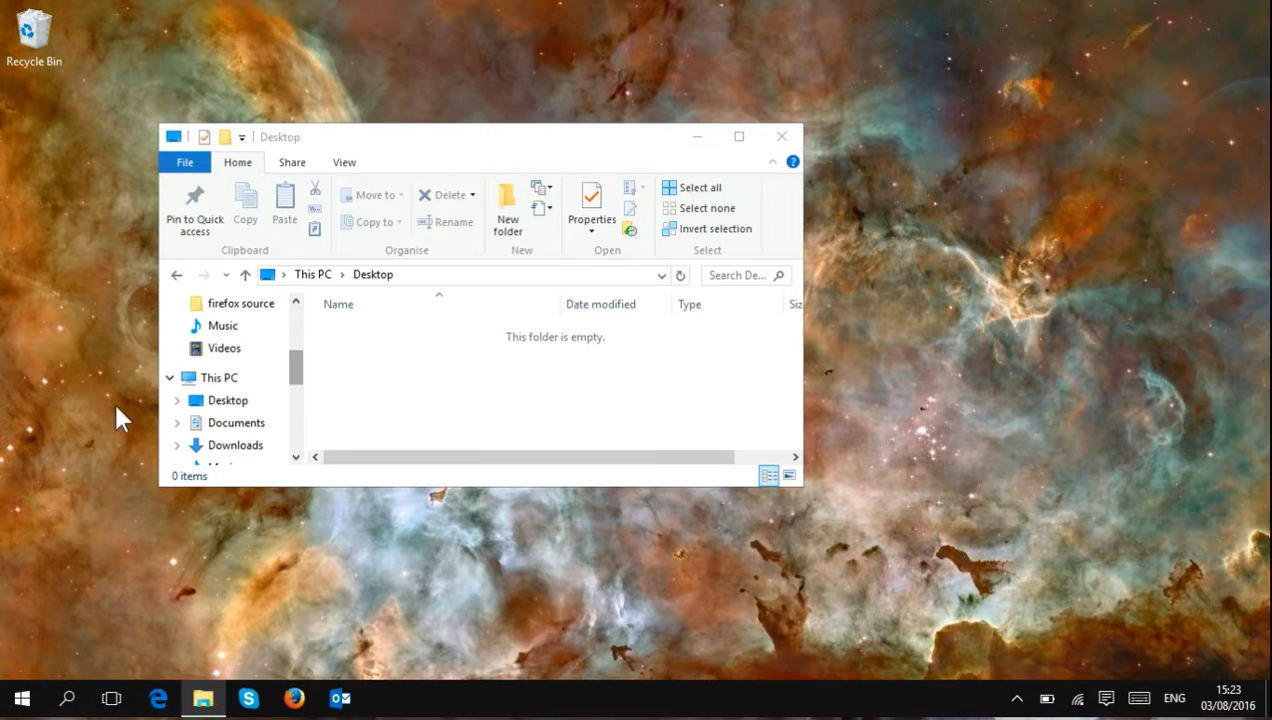 Recycle Bin
Desktop
File Home Share View
Pin to Quick access
Copy
Paste
Move to
Copy to
Delete
Rename
New folder
Properties
Select all
Select none
Invert selection
Clipboard Organise New Open Select
This PC Desktop
Search De...
firefox source
Music
Videos
This PC
Desktop
Documents
Downloads
Name Date modified Type
This folder is empty.
0 items
ENG
15:23
03/08/2016